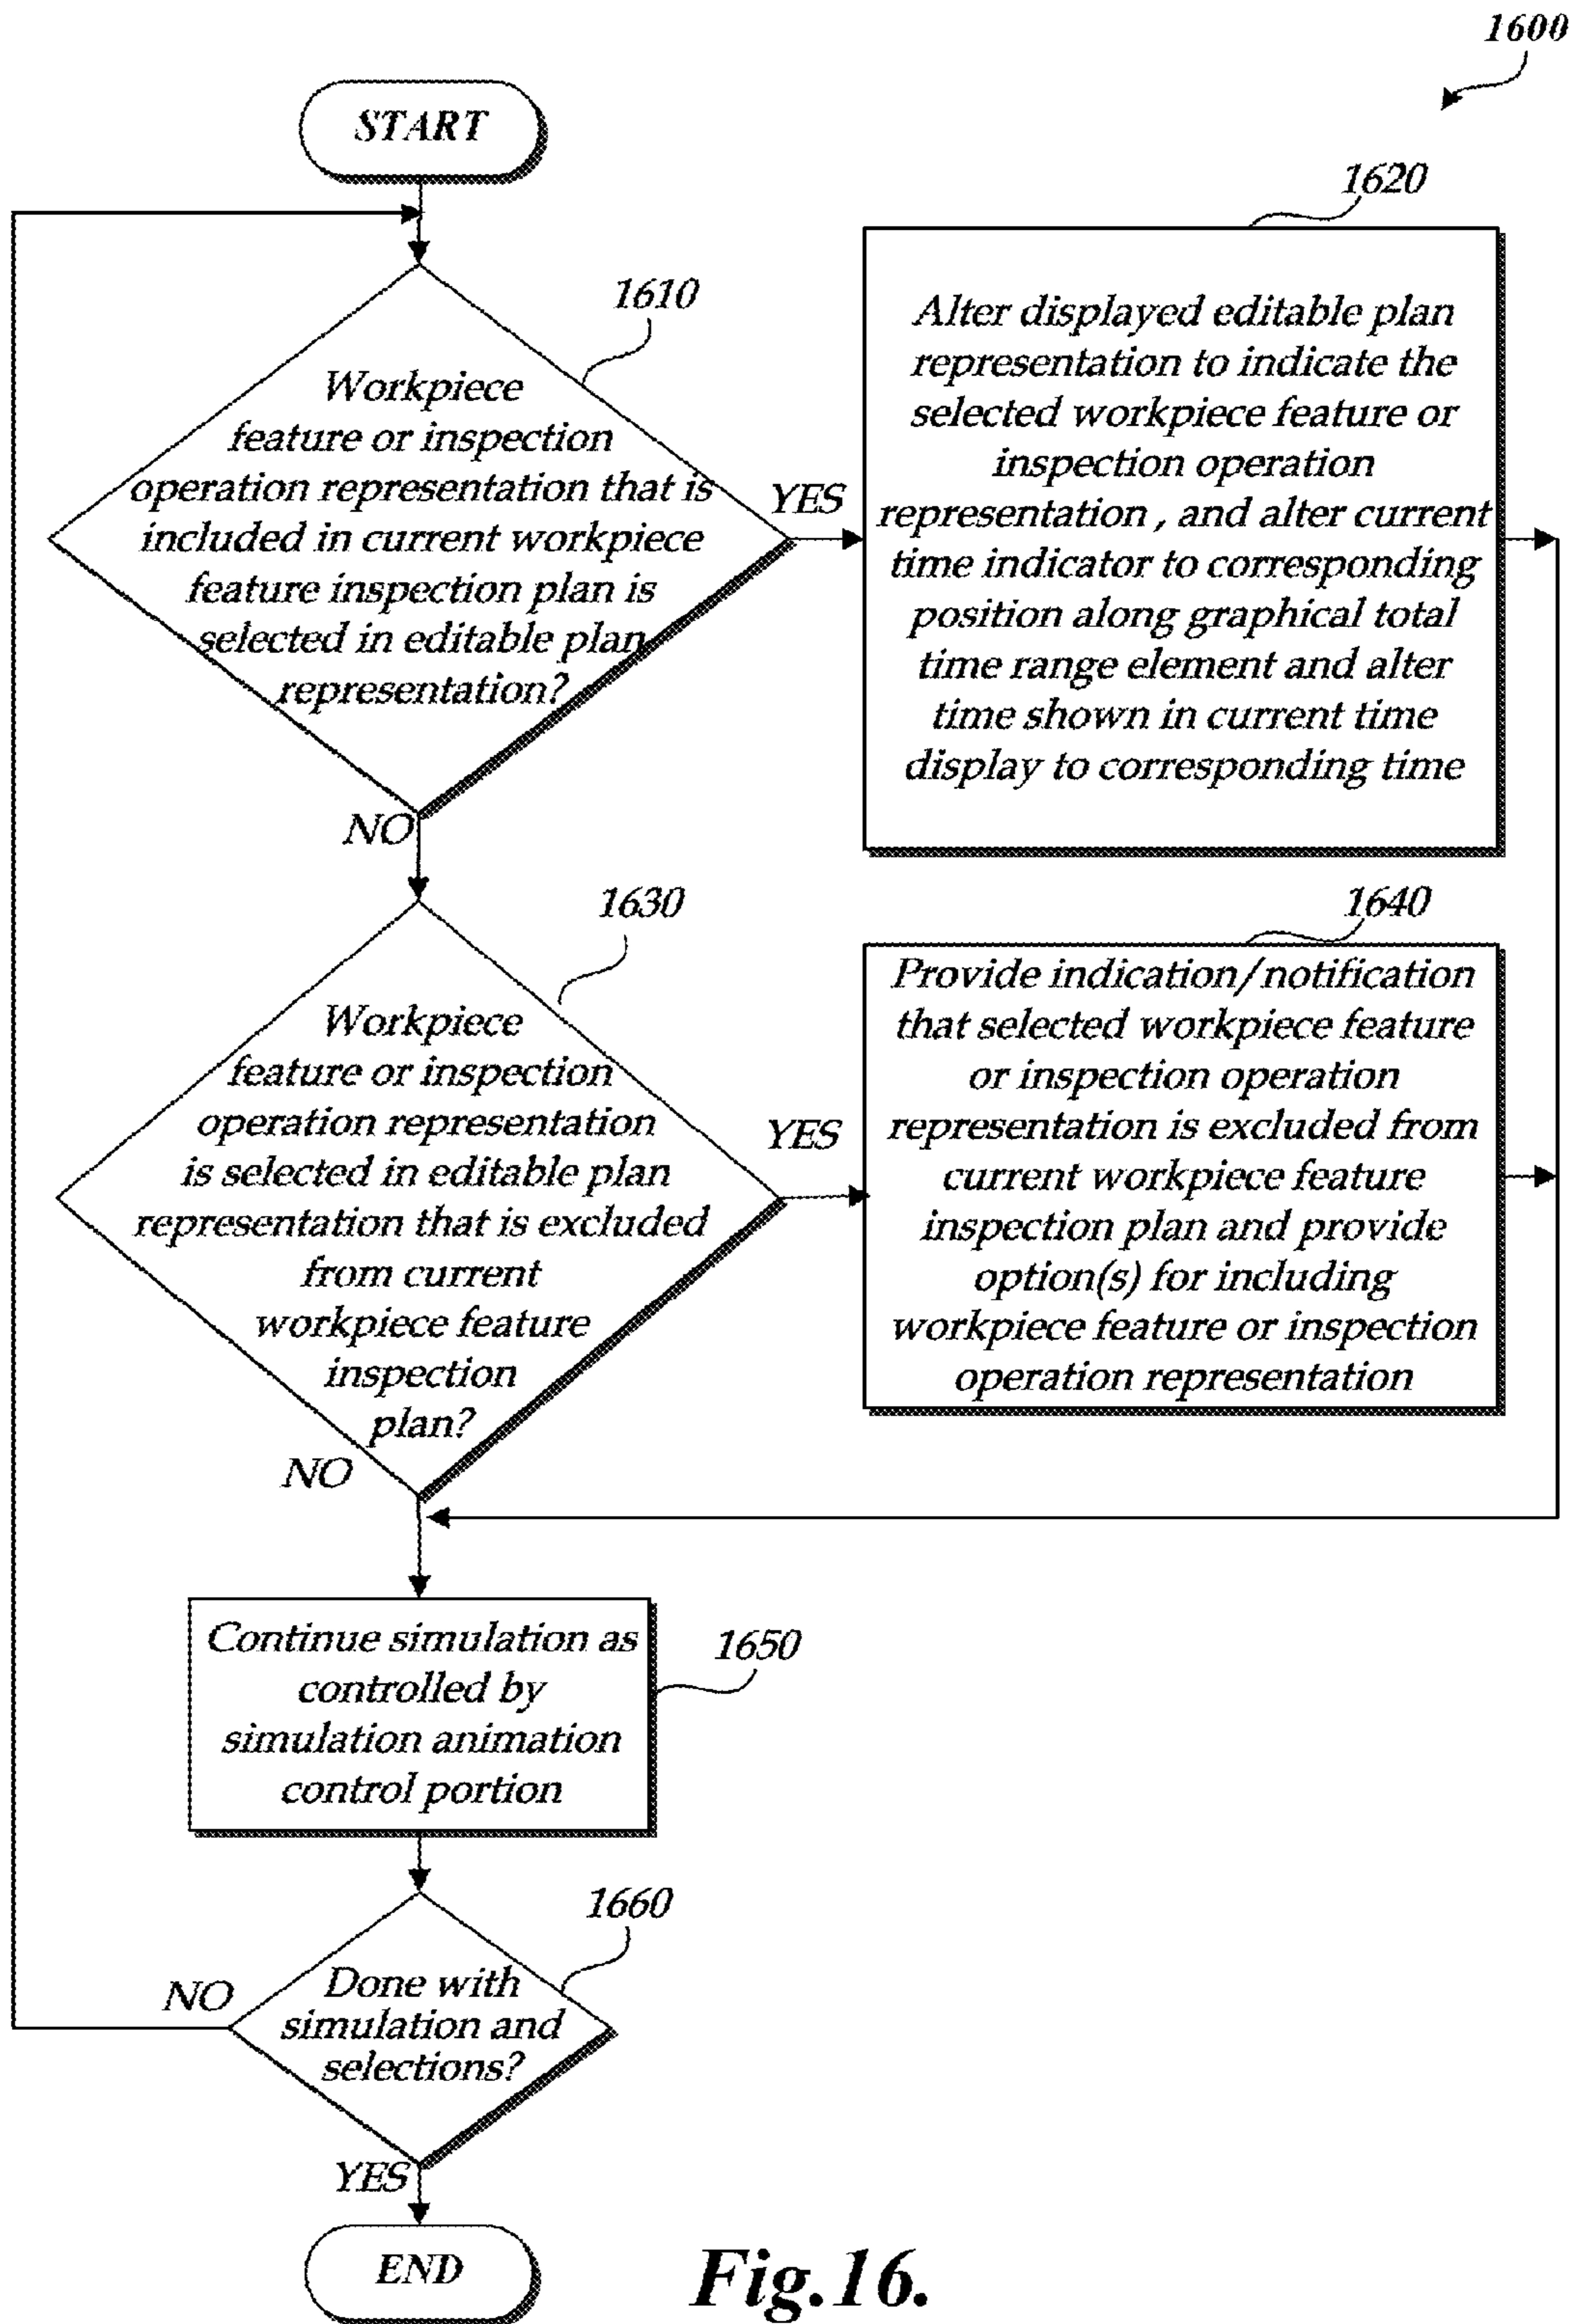 1600
START
1610
Workpiece
feature or inspection
operation representation that is
included in current workpiece
feature inspection plan is
selected in editable plan
representation?
YES
NO
1620
Alter displayed editable plan
representation to indicate the
selected workpiece feature or
inspection operation
representation , and alter current
time indicator to corresponding
position along graphical total
time range element and alter
time shown in current time
display to corresponding time
1630
Workpiece
feature or inspection
operation representation
is selected in editable plan
representation that is excluded
from current
workpiece feature
inspection
plan?
YES
NO
1640
Provide indication/notification
that selected workpiece feature
or inspection operation
representation is excluded from
current workpiece feature
inspection plan and provide
option(s) for including
workpiece feature or inspection
operation representation
Continue simulation as
controlled by
simulation animation
control portion
1650
1660
Done with
simulation and
selections?
NO
YES
END
Fig.16.